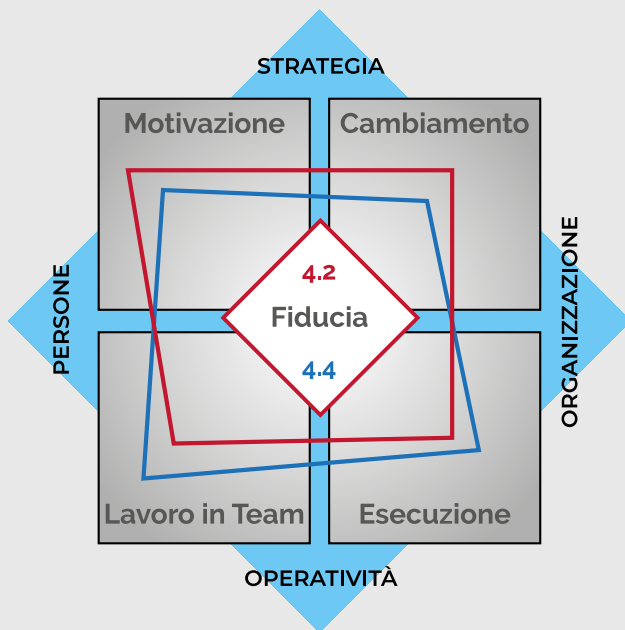 STRATEGIA
Motivazione
Cambiamento
PERSONE
4.2
Fiducia
4.4
ORGANIZZAZIONE
Lavoro in Team
Esecuzione
OPERATIVITÀ